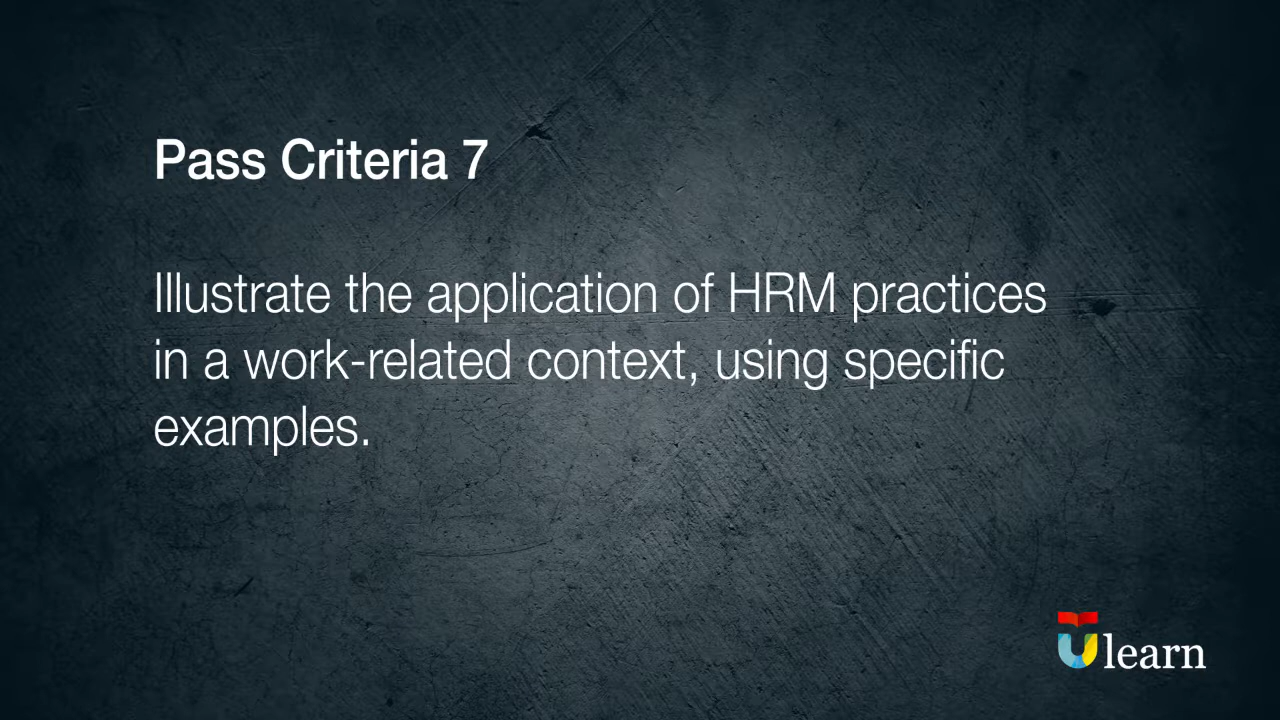 Pass Criteria 7
Illustrate the application of HRM practices
in a work-related context, using specific
examples.
U learn